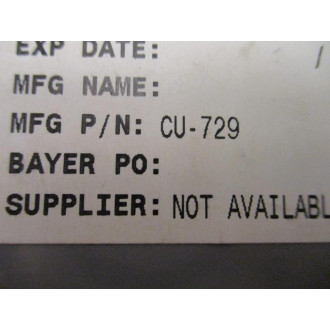 EXP DATE: /
MFG NAME:
MFG P/N: CU-729
BAYER PO:
SUPPLIER: NOT AVAILABL